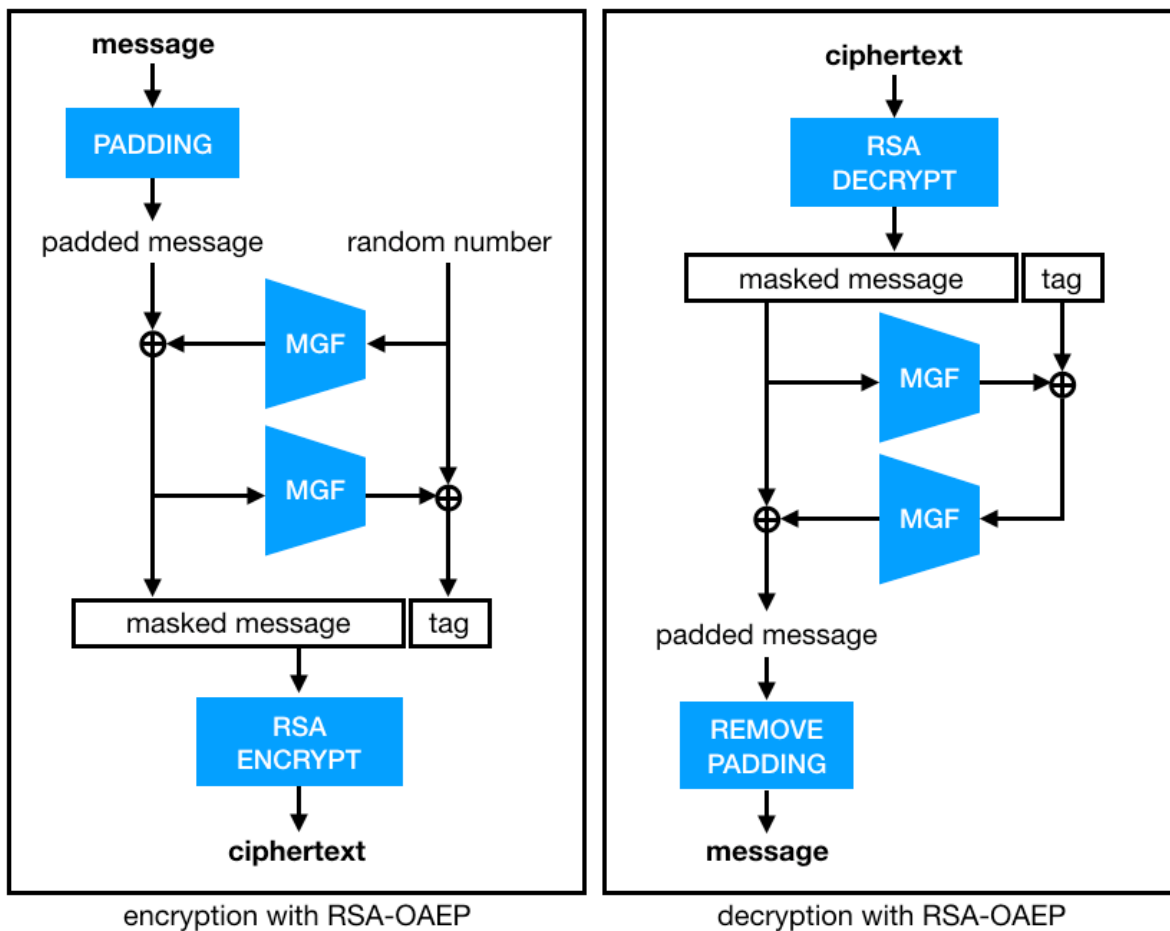 message
PADDING
padded message
random number
MGF
MGF
masked message
tag
RSA
ENCRYPT
ciphertext
encryption with RSA-OAEP
ciphertext
RSA
DECRYPT
masked message
tag
MGF
MGF
padded message
REMOVE
PADDING
message
decryption with RSA-OAEP